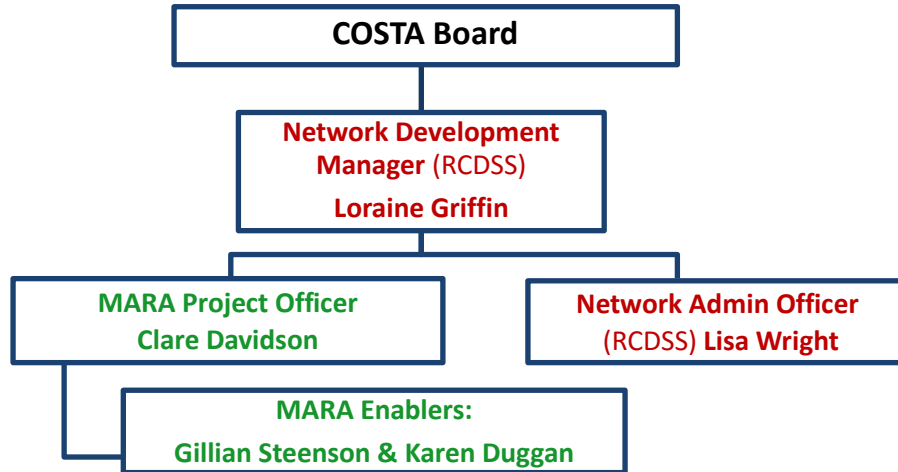 COSTA Board
Network Development
Manager (RCDSS)
Loraine Griffin
MARA Project Officer
Clare Davidson
Network Admin Officer
(RCDSS) Lisa Wright
MARA Enablers:
Gillian Steenson & Karen Duggan